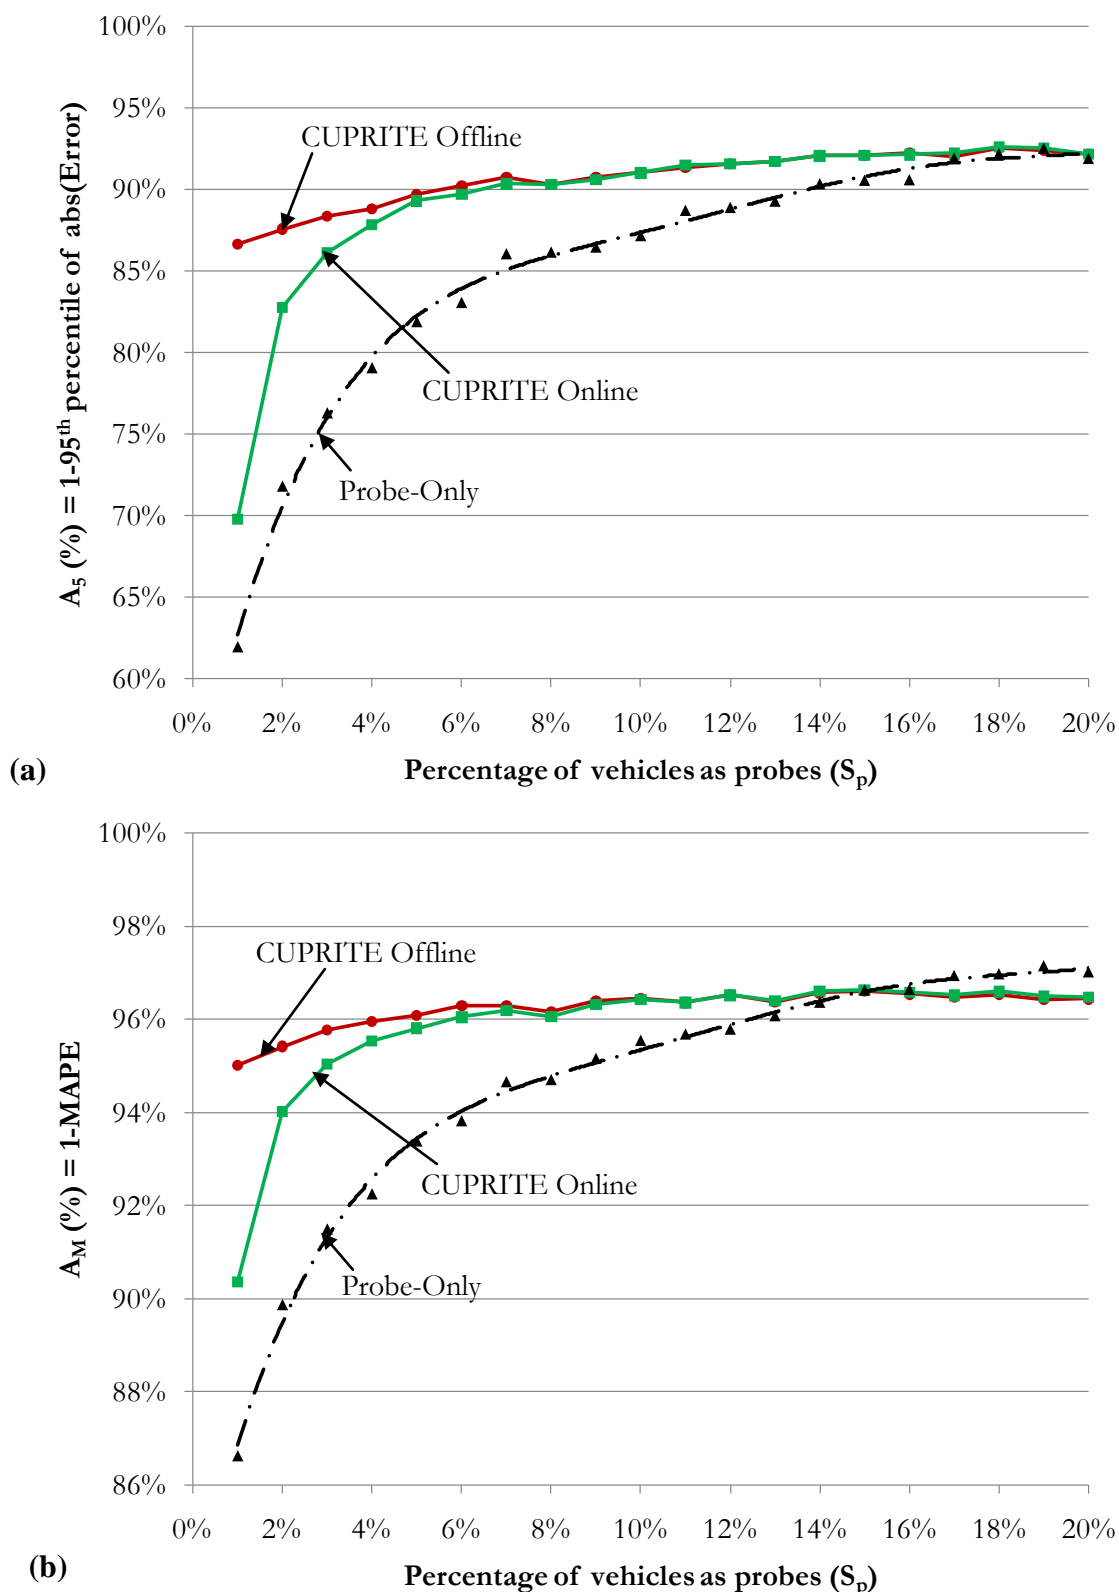 100%
95%
90%
85%
80%
75%
70%
65%
60%
A5 (%) = 1-95th percentile of abs(Error)
CUPRITE Offline
CUPRITE Online
Probe-Only
0% 2% 4% 6% 8% 10% 12% 14% 16% 18% 20%
(a)
Percentage of vehicles as probes (Sp)
100%
98%
96%
94%
92%
90%
88%
86%
AM (%) = 1-MAPE
CUPRITE Offline
CUPRITE Online
Probe-Only
0% 2% 4% 6% 8% 10% 12% 14% 16% 18% 20%
(b)
Percentage of vehicles as probes (Sp)